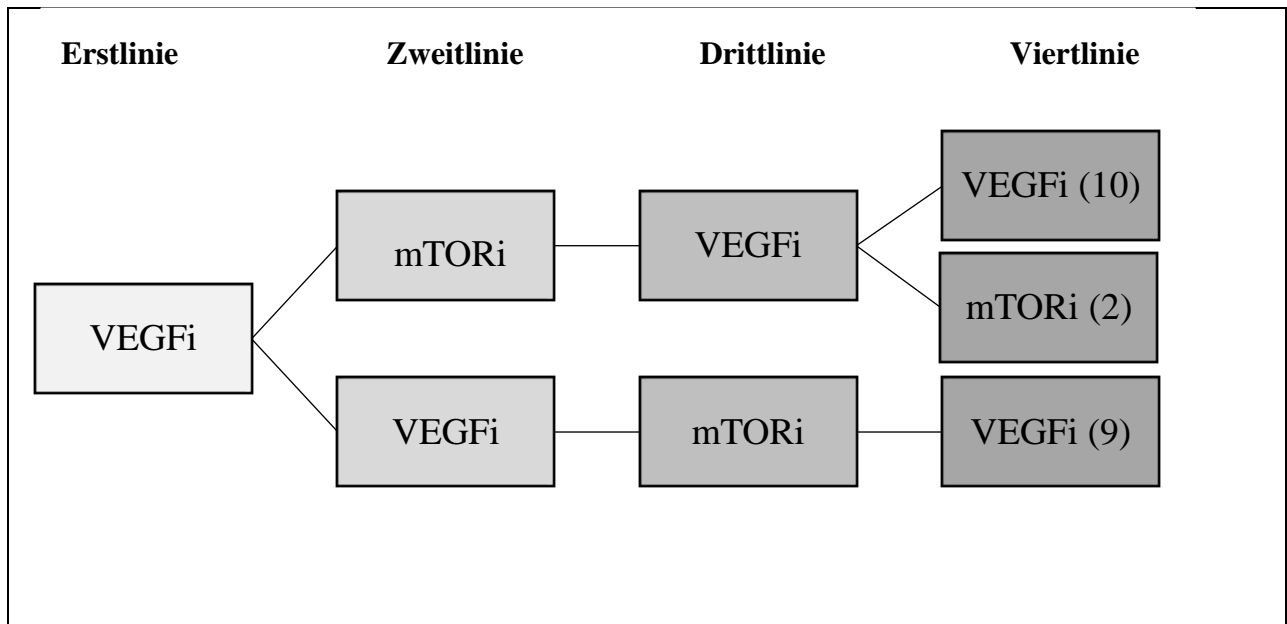 Erstlinie Zweitlinie Drittlinie Viertlinie
VEGFi (10)
mTORi VEGFi
mTORi (2)
VEGFi
VEGFi mTORi VEGFi (9)